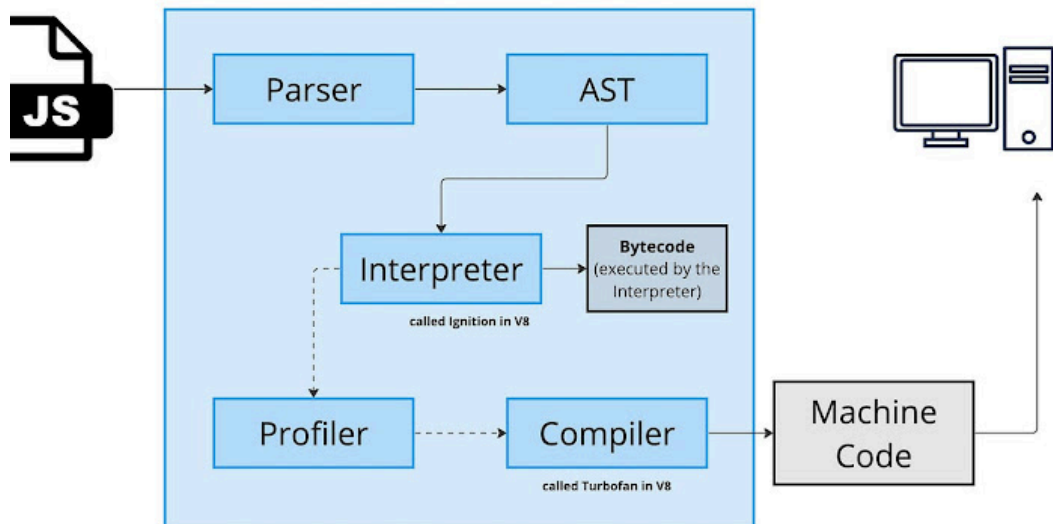 JS
Parser
AST
Interpreter
called Ignition in V8
Bytecode
(executed by the
Interpreter)
Profiler
Compiler
called Turbofan in V8
Machine
Code